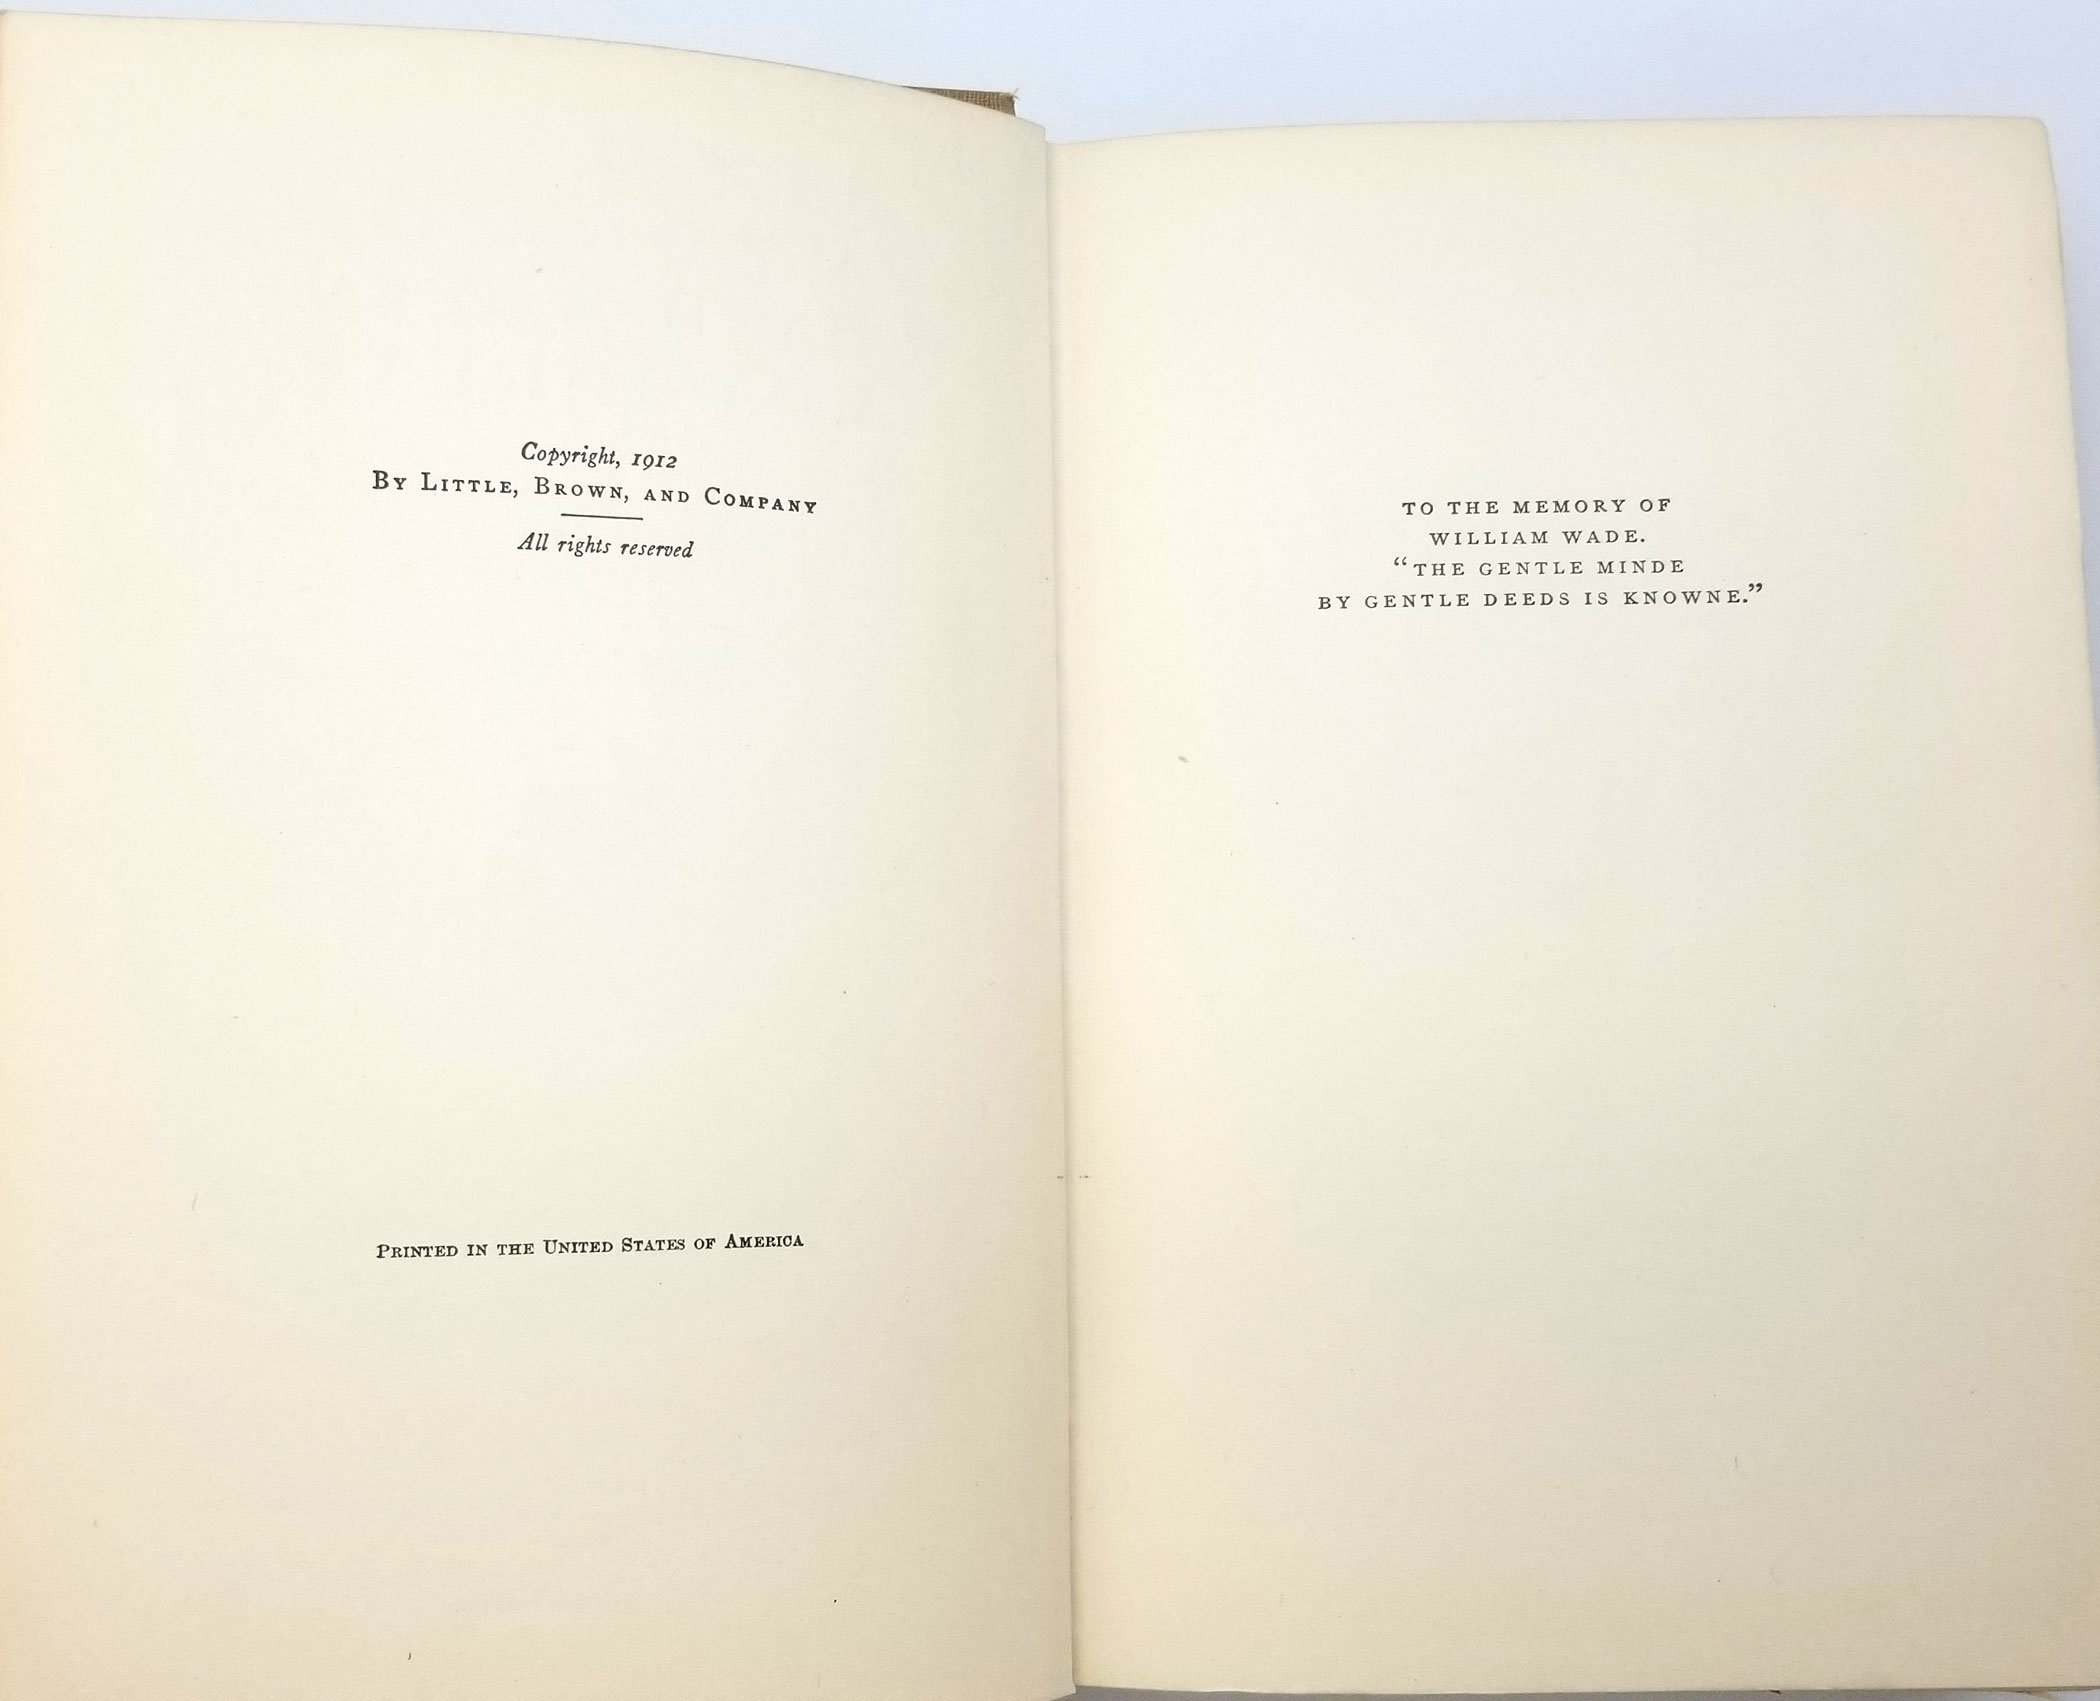 Copyright, 1912
By Little, Brown, and Company
All rights reserved
Printed in the United States of America
TO THE MEMORY OF
WILLIAM WADE.
“THE GENTLE MINDE
BY GENTLE DEEDS IS KNOWNE.”